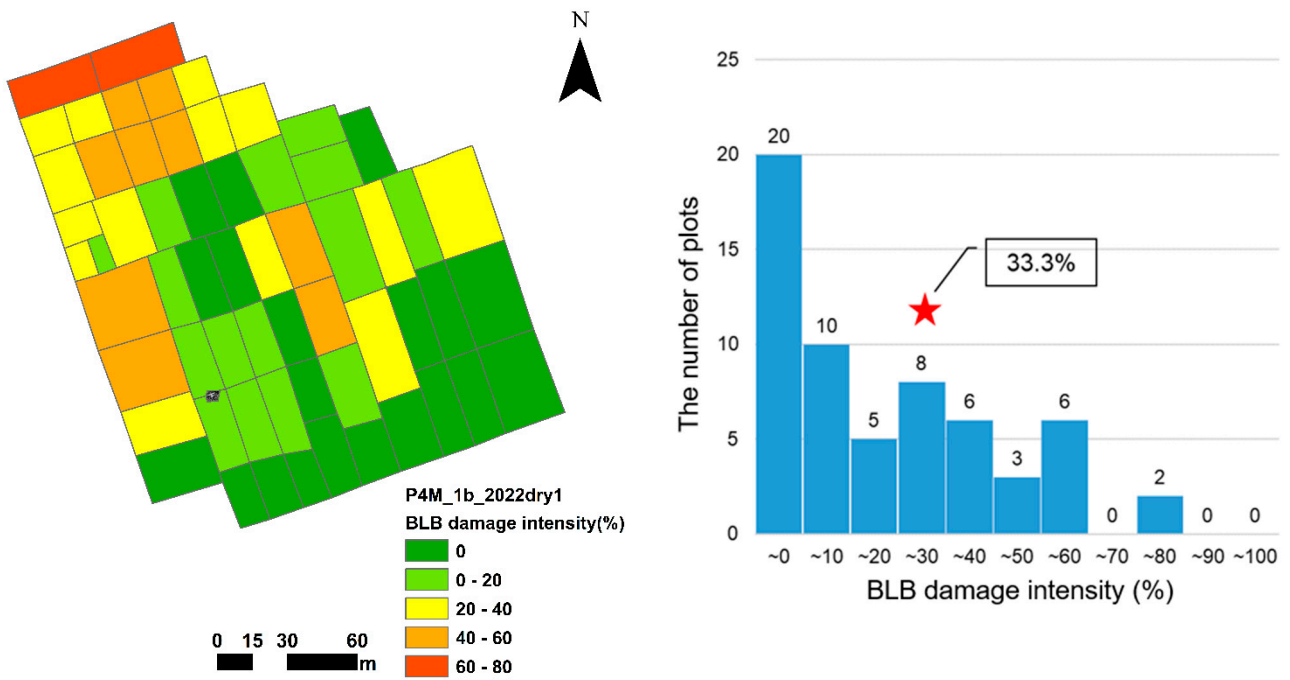 N
P4M_1b_2022dry1
BLB damage intensity(%)
0
0 - 20
20 - 40
40 - 60
60 - 80
0 15 30 60
m
The number of plots
25
20
15
10
5
0
20
10
5
8
6
3
6
0
2
0
0
33.3%
~0 ~10 ~20 ~30 ~40 ~50 ~60 ~70 ~80 ~90 ~100
BLB damage intensity (%)